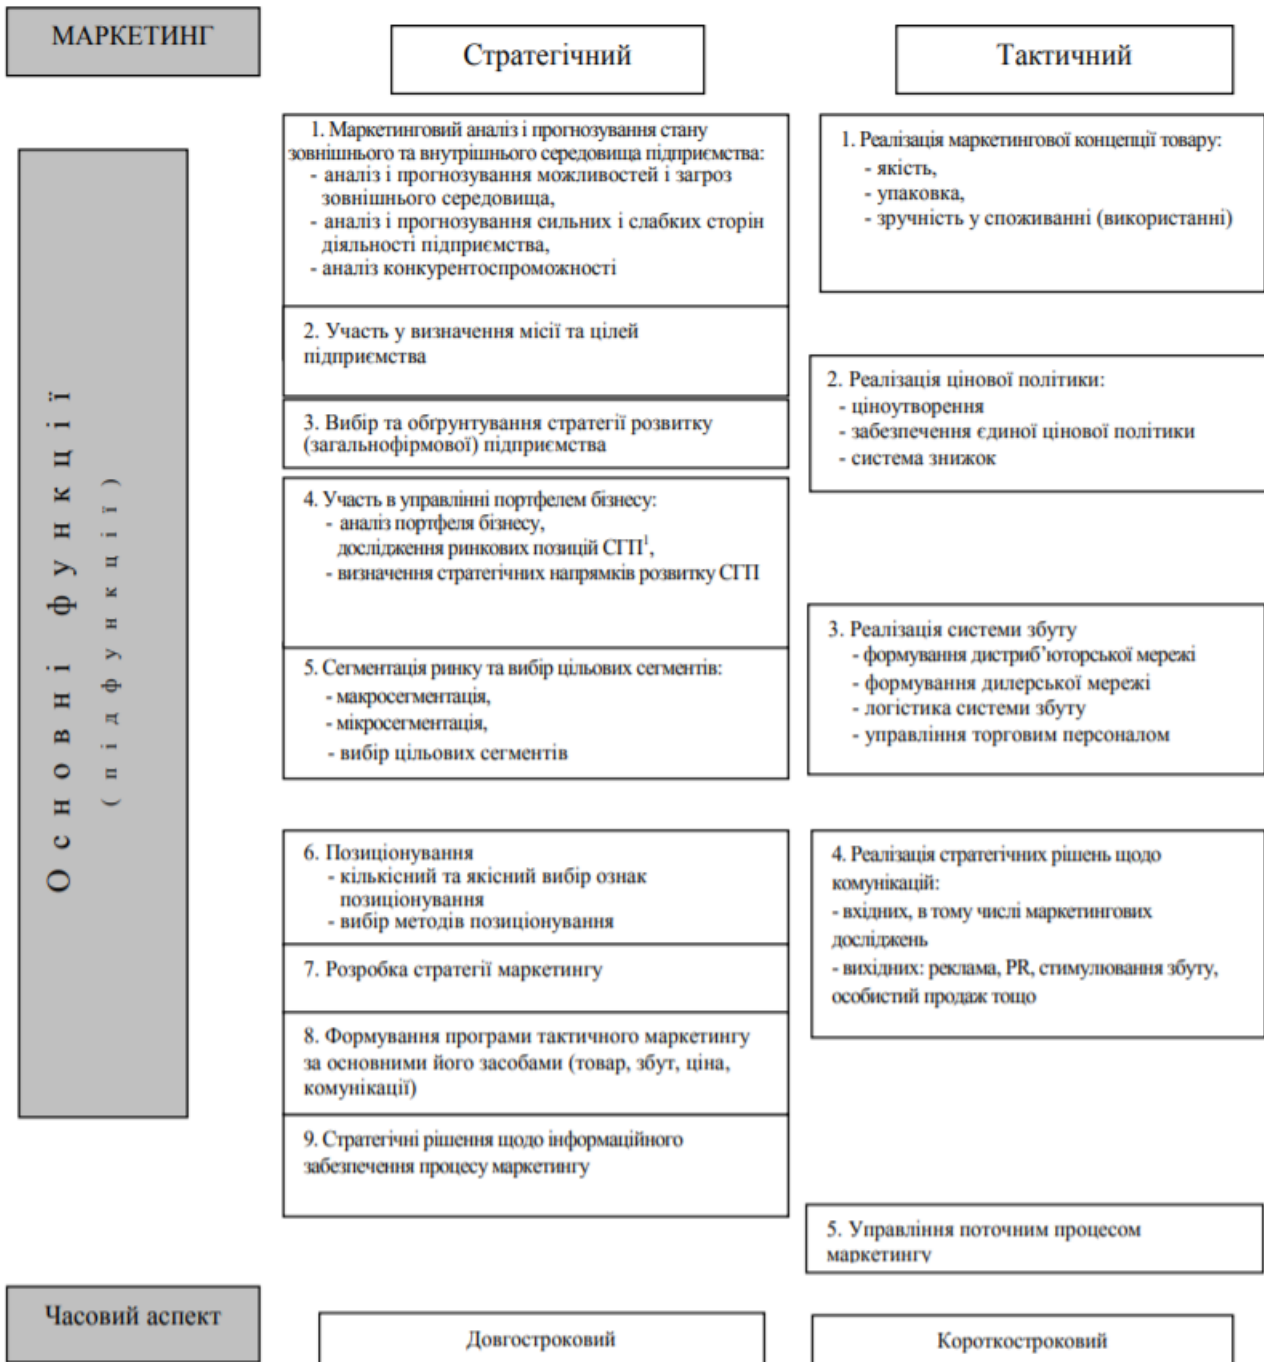 МАРКЕТИНГ
Стратегічний
Тактичний
Основні функції
(підфункції)
1. Маркетинговий аналіз і прогнозування стану
зовнішнього та внутрішнього середовища підприємства:
- аналіз і прогнозування можливостей і загроз
зовнішнього середовища,
- аналіз і прогнозування сильних і слабких сторін
діяльності підприємства,
- аналіз конкурентоспроможності
2. Участь у визначення місії та цілей
підприємства
3. Вибір та обґрунтування стратегії розвитку
(загальнофірмової) підприємства
4. Участь в управлінні портфелем бізнесу:
- аналіз портфеля бізнесу,
дослідження ринкових позицій СГП¹,
- визначення стратегічних напрямків розвитку СГП
5. Сегментація ринку та вибір цільових сегментів:
- макросегментація,
- мікросегментація,
- вибір цільових сегментів
6. Позиціонування
- кількісний та якісний вибір ознак
позиціонування
- вибір методів позиціонування
7. Розробка стратегії маркетингу
8. Формування програми тактичного маркетингу
за основними його засобами (товар, збут, ціна,
комунікації)
9. Стратегічні рішення щодо інформаційного
забезпечення процесу маркетингу
1. Реалізація маркетингової концепції товару:
- якість,
- упаковка,
- зручність у споживанні (використанні)
2. Реалізація цінової політики:
- ціноутворення
- забезпечення єдиної цінової політики
- система знижок
3. Реалізація системи збуту
- формування дистриб’юторської мережі
- формування дилерської мережі
- логістика системи збуту
- управління торговим персоналом
4. Реалізація стратегічних рішень щодо
комунікацій:
- вхідних, в тому числі маркетингових
досліджень
- вихідних: реклама, PR, стимулювання збуту,
особистий продаж тощо
5. Управління поточним процесом
маркетингу
Часовий аспект
Довгостроковий
Короткостроковий